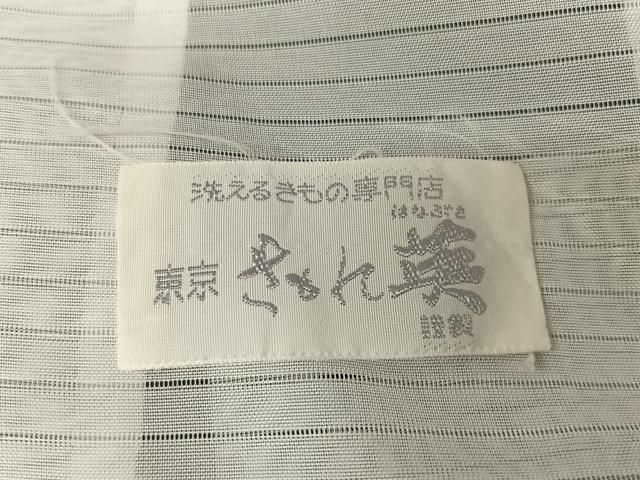 洗えるきもの専門店
はなぶさ
東京 きもの英
謹製